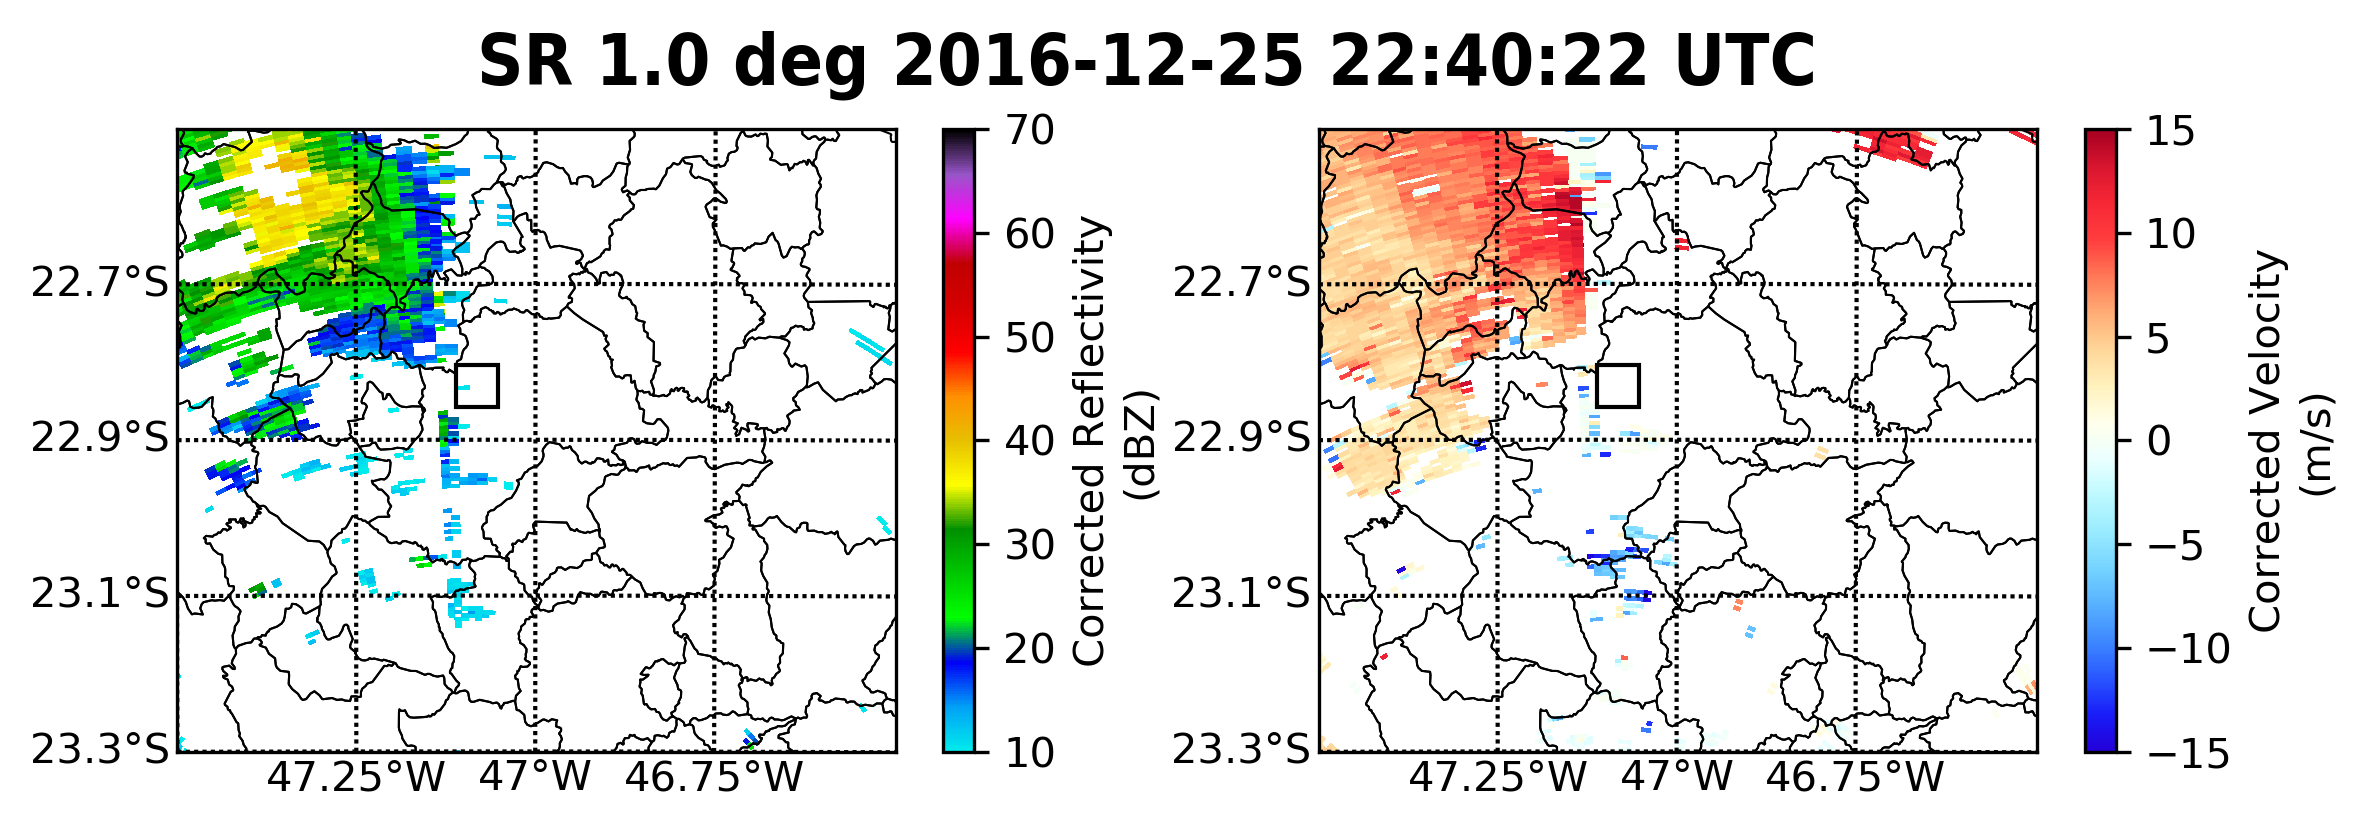 SR 1.0 deg 2016-12-25 22:40:22 UTC
22.7°S
22.9°S
23.1°S
23.3°S
47.25°W
47°W
46.75°W
70
60
50
40
30
20
10
Corrected Reflectivity
(dBZ)
22.7°S
22.9°S
23.1°S
23.3°S
47.25°W
47°W
46.75°W
15
10
5
0
−5
−10
−15
Corrected Velocity
(m/s)